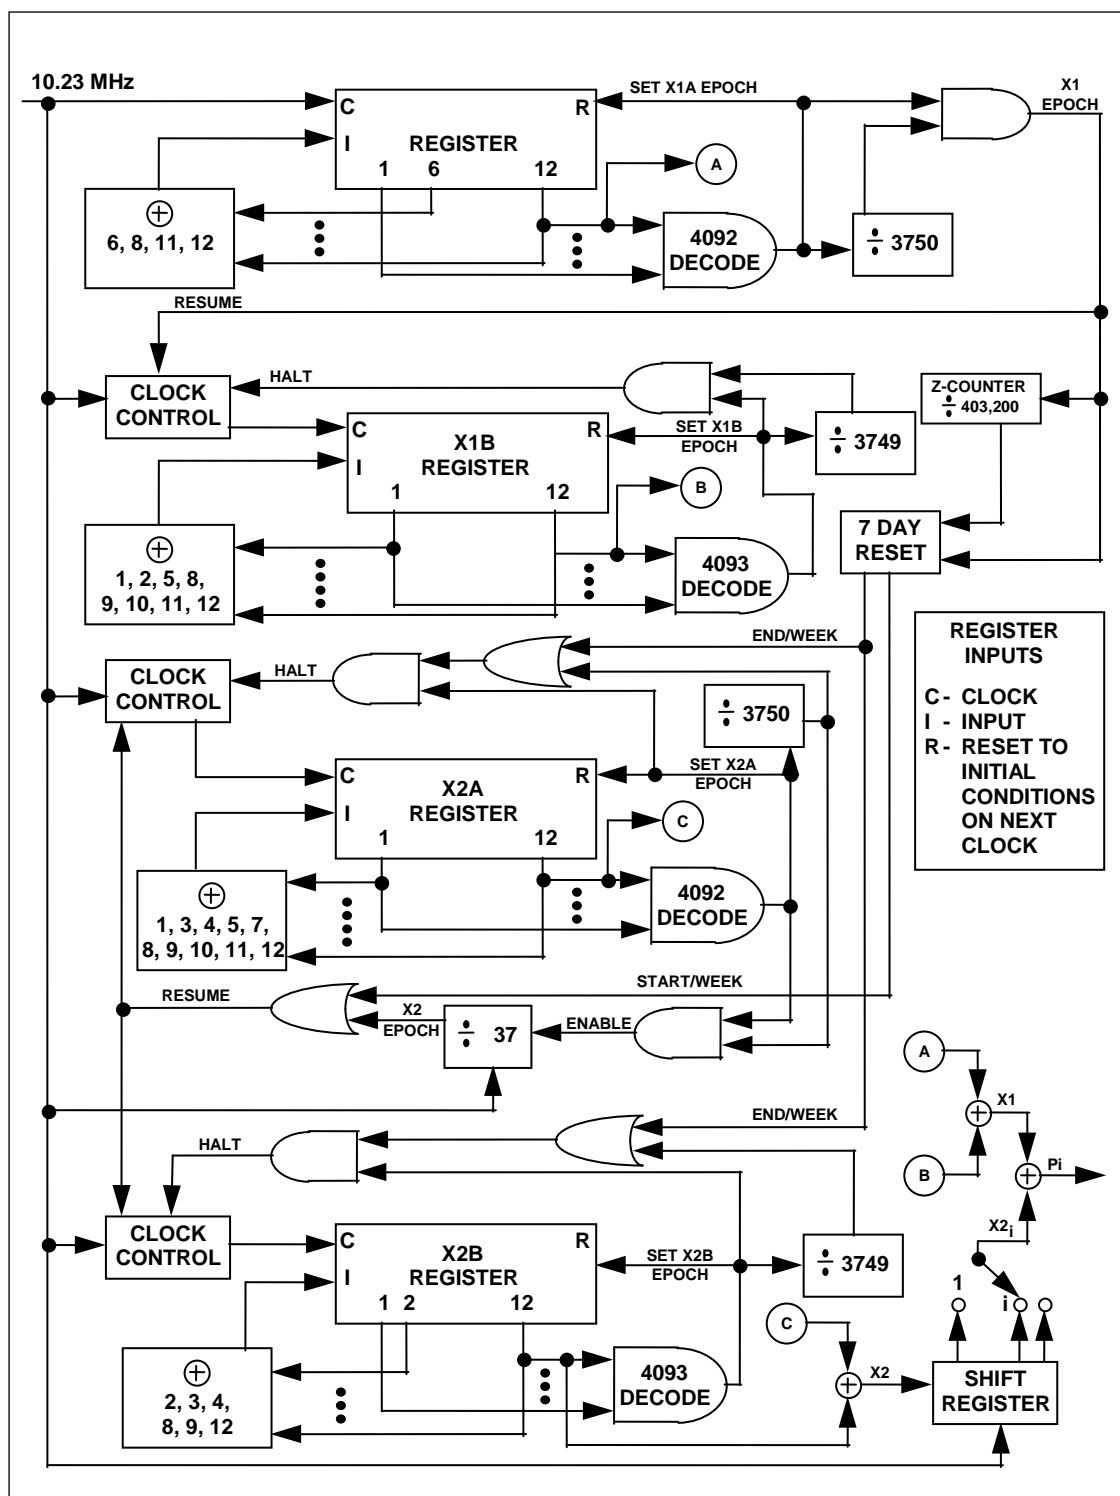 10.23 MHz
C
I
R
REGISTER
1 6 12
SET X1A EPOCH
X1
EPOCH
A
6, 8, 11, 12
4092
DECODE
÷ 3750
RESUME
CLOCK
CONTROL
HALT
Z-COUNTER
÷ 403,200
C
I
R
X1B
REGISTER
1 12
SET X1B
EPOCH
÷ 3749
B
1, 2, 5, 8,
9, 10, 11, 12
4093
DECODE
7 DAY
RESET
END/WEEK
CLOCK
CONTROL
HALT
÷ 3750
REGISTER
INPUTS
C - CLOCK
I - INPUT
R - RESET TO
INITIAL
CONDITIONS
ON NEXT
CLOCK
C
I
R
X2A
REGISTER
1 12
SET X2A
EPOCH
C
1, 3, 4, 5, 7,
8, 9, 10, 11, 12
4092
DECODE
RESUME
START/WEEK
X2
EPOCH
÷ 37
ENABLE
A
X1
B
Pi
X2i
END/WEEK
HALT
CLOCK
CONTROL
C
I
R
X2B
REGISTER
1 2 12
SET X2B
EPOCH
÷ 3749
1
i
C
2, 3, 4,
8, 9, 12
4093
DECODE
X2
SHIFT
REGISTER